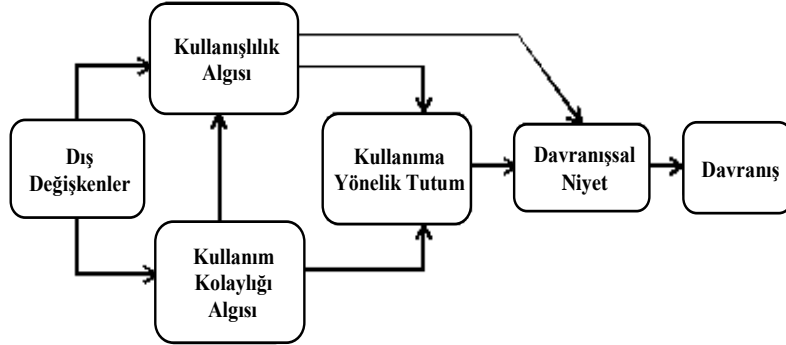 Kullanışlılık
Algısı
Dış
Değişkenler
Kullanıma
Yönelik Tutum
Davranışsal
Niyet
Davranış
Kullanım
Kolaylığı
Algısı